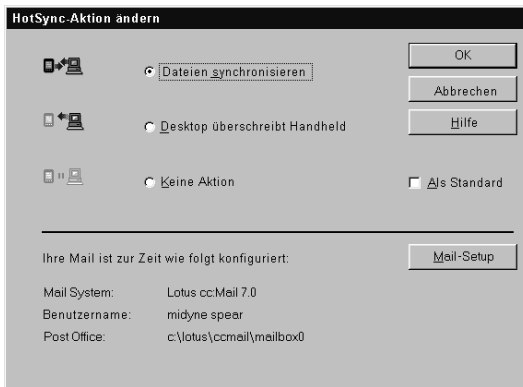 HotSync-Aktion ändern
Dateien synchronisieren
OK
Abbrechen
Desktop überschreibt Handheld
Hilfe
Keine Aktion
Als Standard
Ihre Mail ist zur Zeit wie folgt konfiguriert:
Mail-Setup
Mail System: Lotus cc:Mail 7.0
Benutzername: midyne spear
Post Office: c:\lotus\ccmail\mailbox0